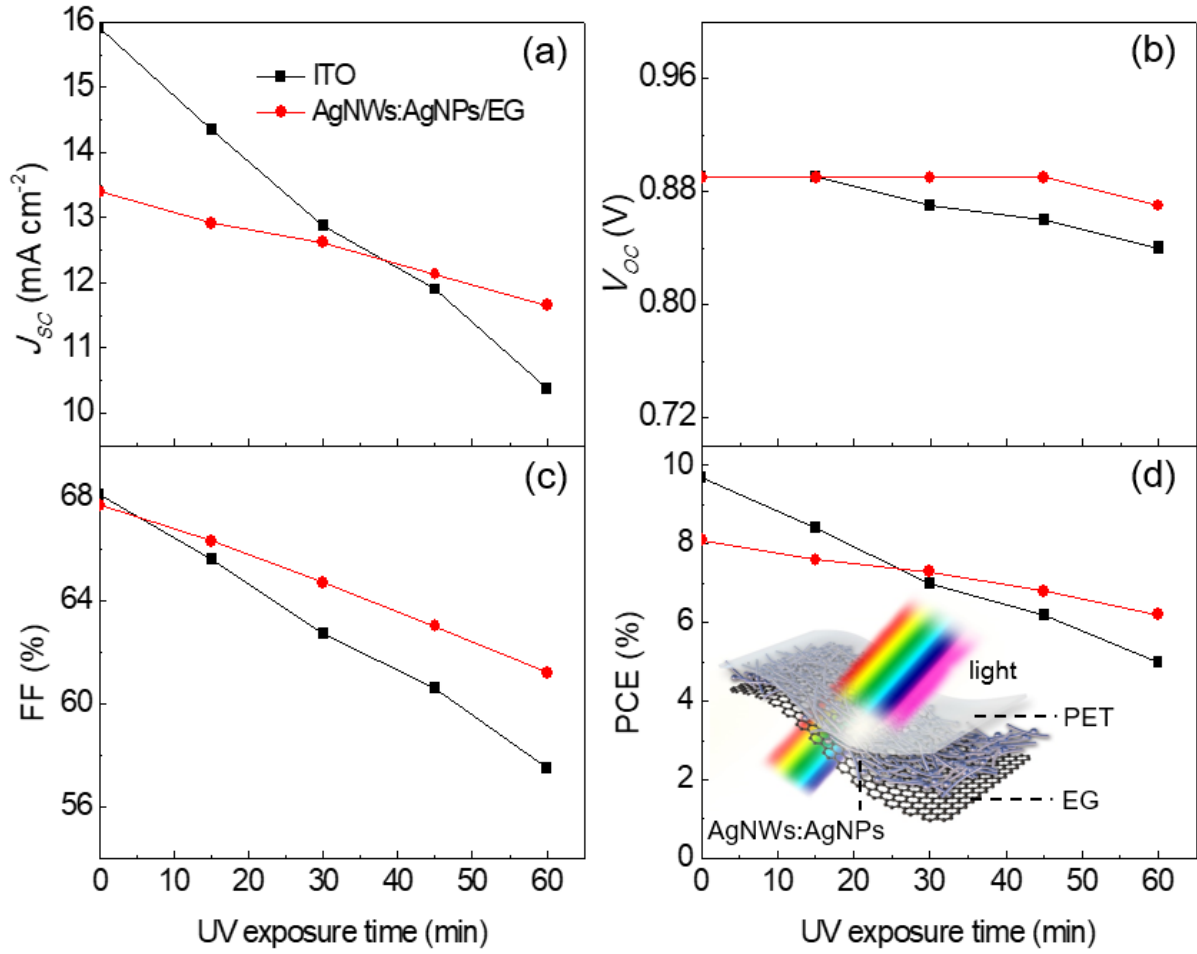 (a)
ITO
AgNWs:AgNPs/EG
16
15
14
13
12
11
10
J_SC (mA cm⁻²)
(b)
0.96
0.88
0.80
0.72
V_OC (V)
(c)
68
64
60
56
FF (%)
0 10 20 30 40 50 60
UV exposure time (min)
(d)
10
8
6
4
2
0
PCE (%)
light
PET
EG
AgNWs:AgNPs
0 10 20 30 40 50 60
UV exposure time (min)